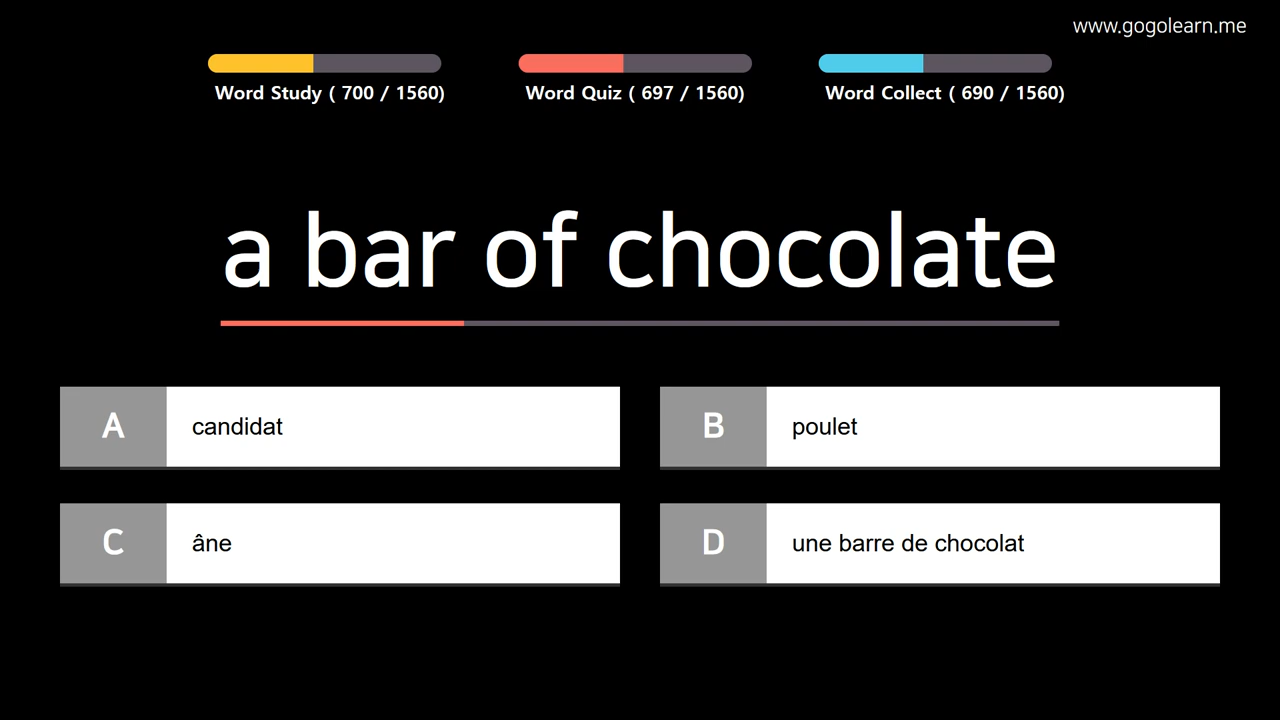 www.gogolearn.me
Word Study ( 700 / 1560)
Word Quiz ( 697 / 1560)
Word Collect ( 690 / 1560)
a bar of chocolate
A candidat
B poulet
C âne
D une barre de chocolat